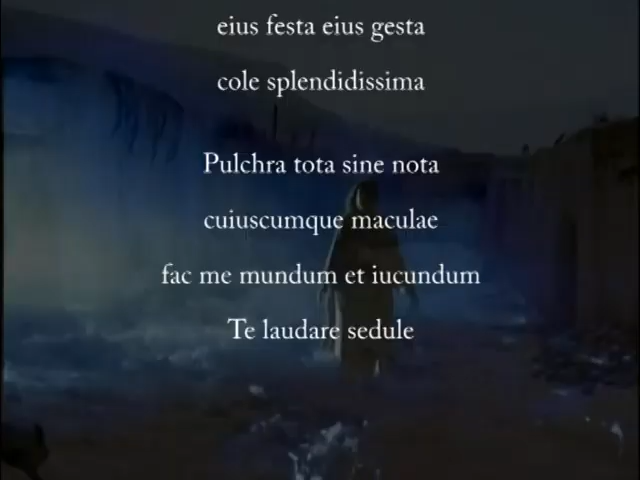 eius festa eius gesta
cole splendidissima
Pulchra tota sine nota
cuiuscumque maculae
fac me mundum et iucundum
Te laudare sedule